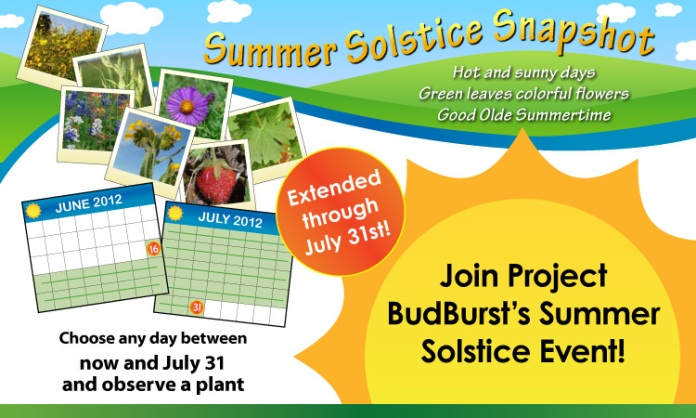 Summer Solstice Snapshot
Hot and sunny days
Green leaves colorful flowers
Good Olde Summertime
JUNE 2012
16
JULY 2012
31
Extended
through
July 31st!
Choose any day between
now and July 31
and observe a plant
Join Project
BudBurst's Summer
Solstice Event!